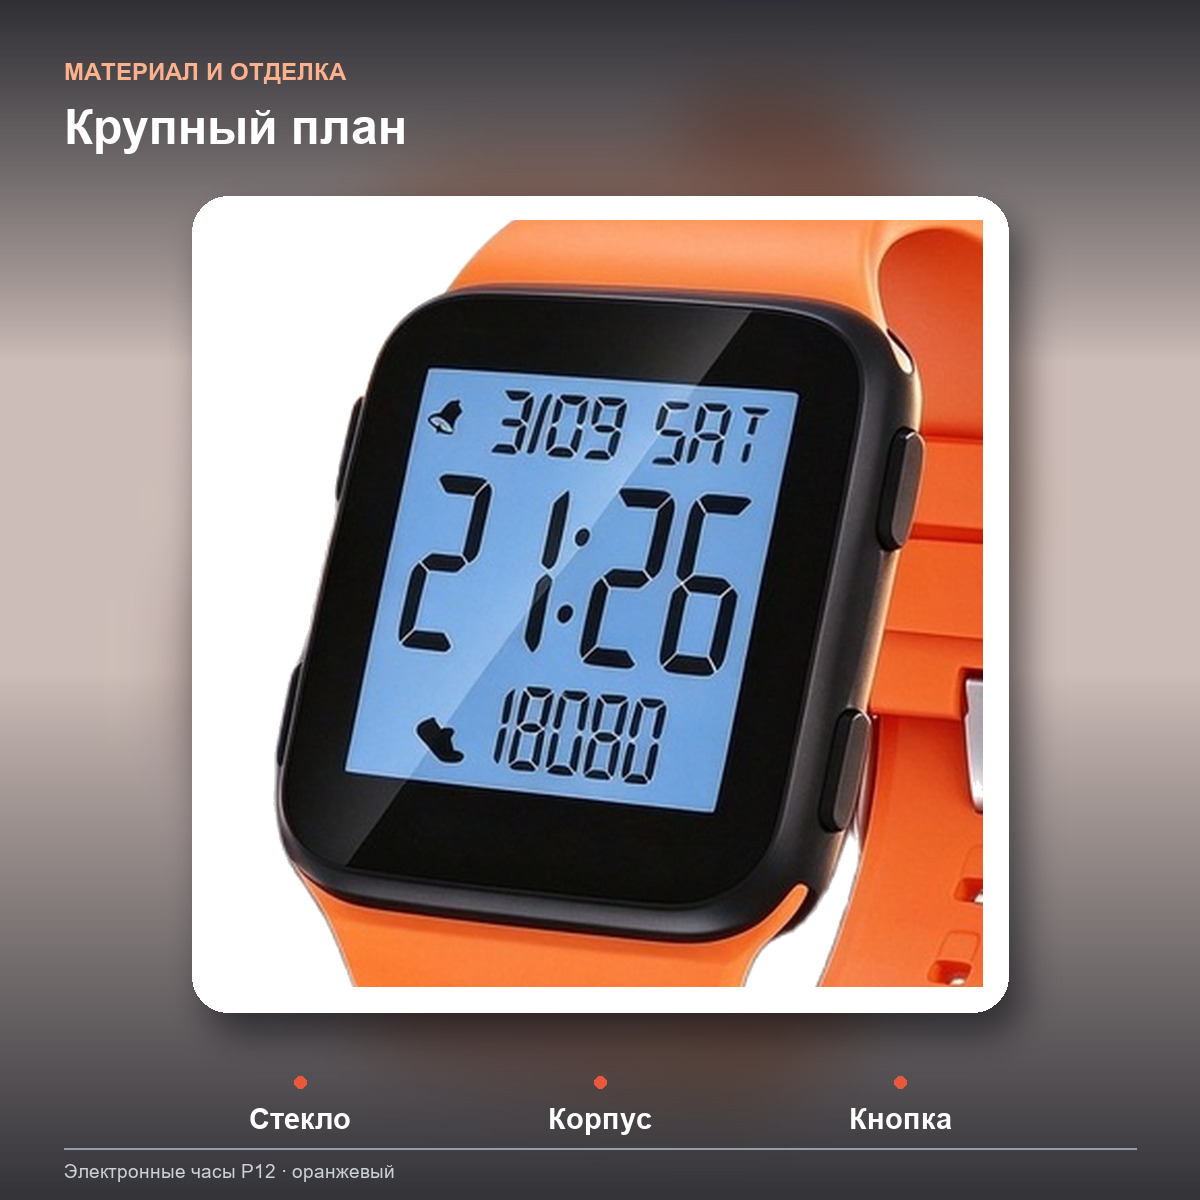 МАТЕРИАЛ И ОТДЕЛКА
Крупный план
3/09 SAT
21:26
18080
Стекло
Корпус
Кнопка
Электронные часы P12 · оранжевый